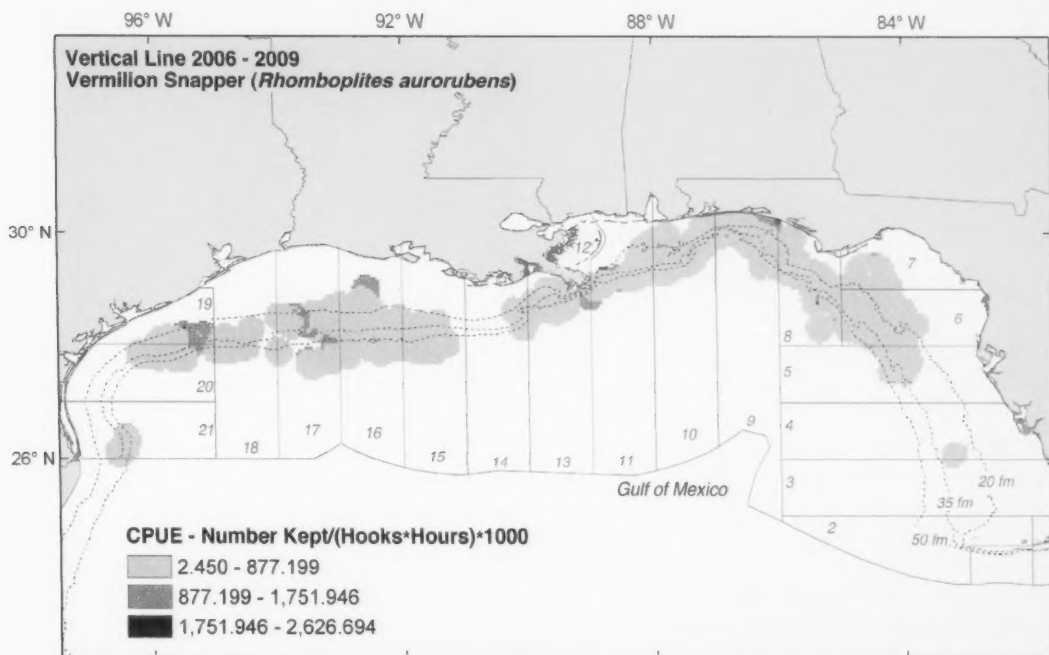 96° W 92° W 88° W 84° W
Vertical Line 2006 - 2009
Vermilion Snapper (Rhomboplites aurorubens)
30° N
26° N
12
7
19
6
8
5
20
21
4
9
10
18
17
16
15
14
13
11
3
Gulf of Mexico
20 fm
35 fm
2
50 fm
CPUE - Number Kept/(Hooks*Hours)*1000
2.450 - 877.199
877.199 - 1,751.946
1,751.946 - 2,626.694